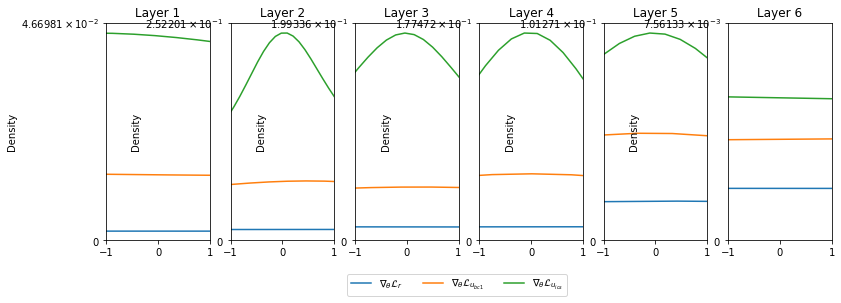 Layer 1
Layer 2
Layer 3
Layer 4
Layer 5
Layer 6
4.66981 × 10⁻²
2.52201 × 10⁻¹
1.99336 × 10⁻¹
1.77472 × 10⁻¹
1.01271 × 10⁻¹
7.56133 × 10⁻³
Density
Density
Density
Density
Density
Density
0
0
0
0
0
0
−1 0 1
−1 0 1
−1 0 1
−1 0 1
−1 0 1
−1 0 1
∇θℒr ∇θℒu_bc1 ∇θℒu_ics